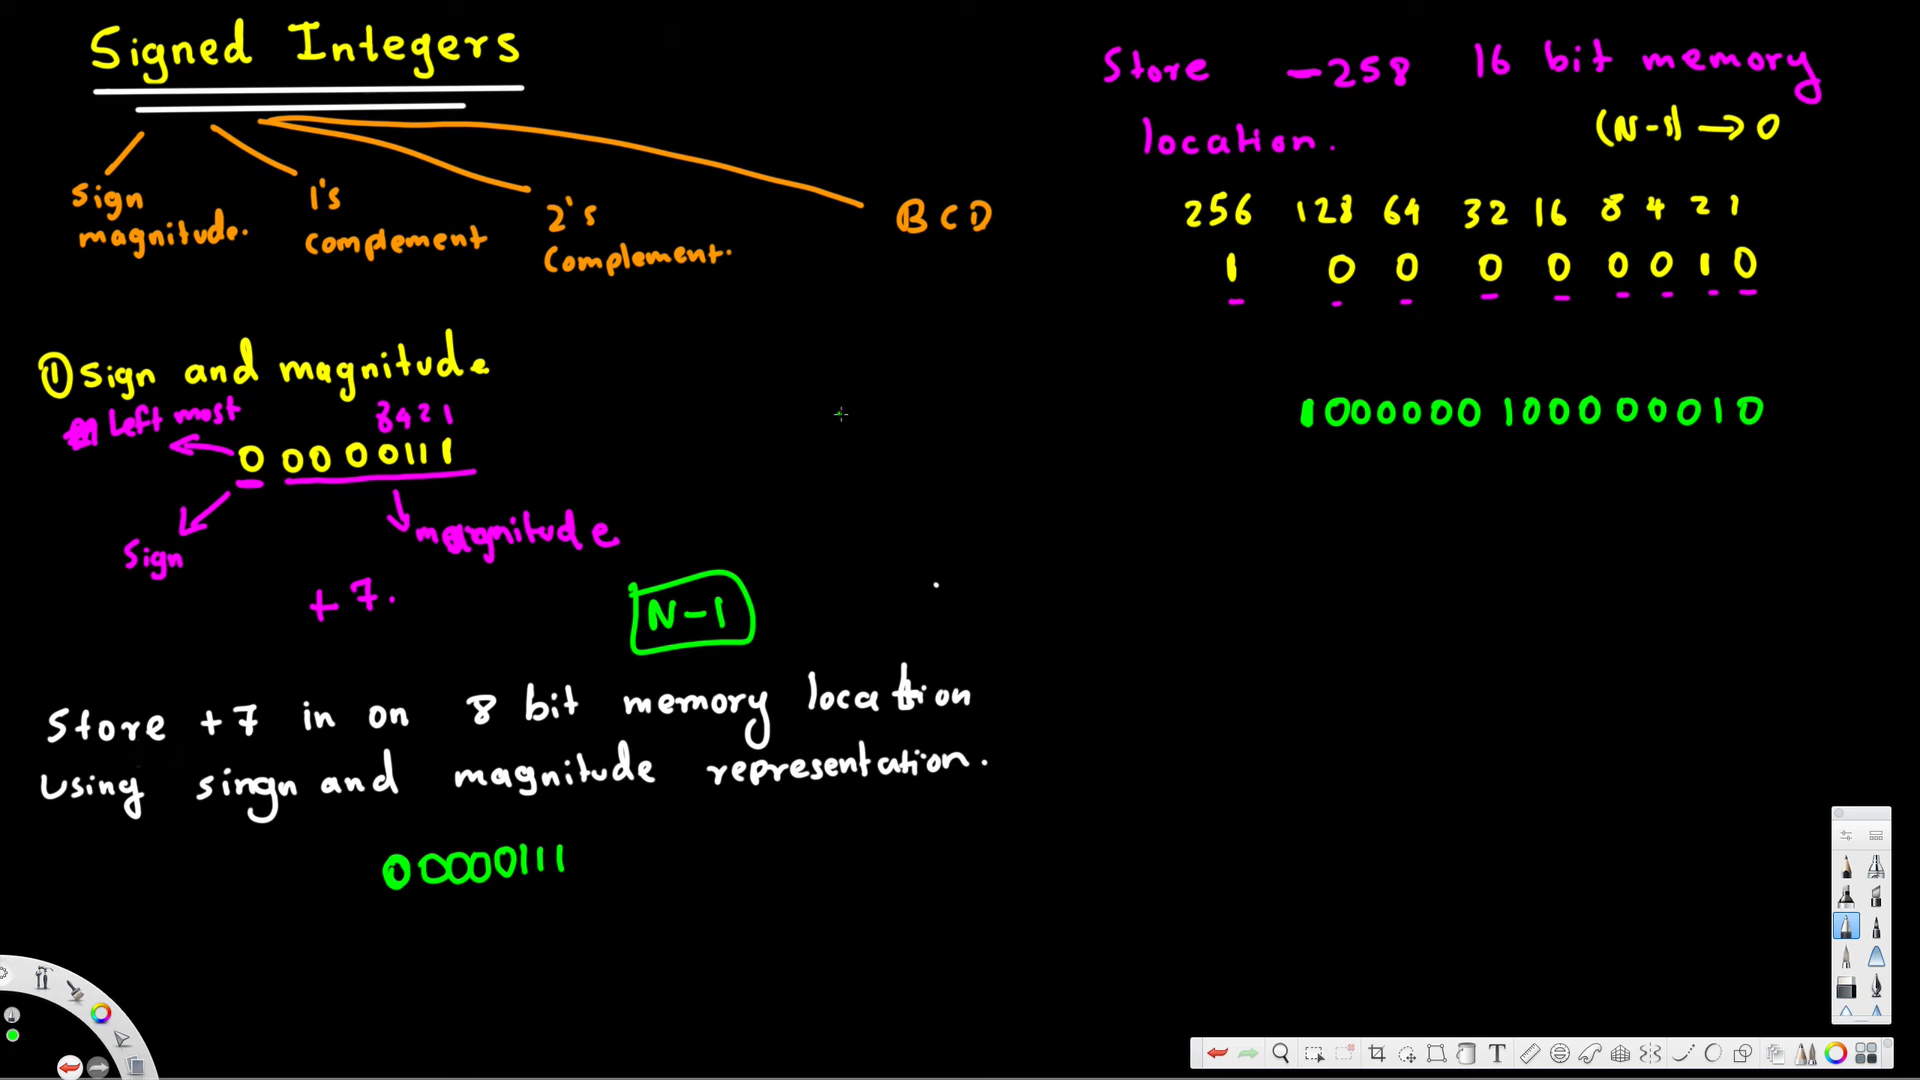 Signed Integers
sign magnitude.
1's complement
2's complement.
BCD
① Sign and magnitude
Left most
8421
0 0000111
sign
magnitude
+7.
N-1
Store +7 in on 8 bit memory location
Using singn and magnitude representation.
00000111
Store -258 16 bit memory
location.
(N-1) → 0
256 128 64 32 16 8 4 2 1
1 0 0 0 0 0 0 1 0
1000000 100000010